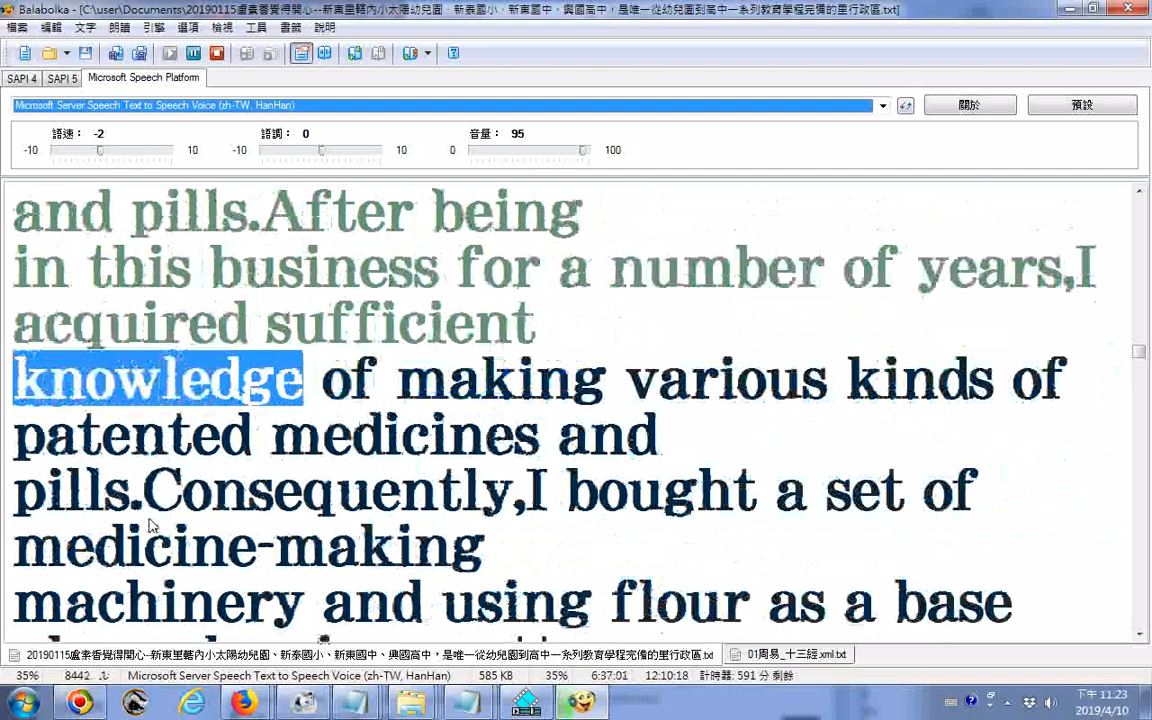 Balabolka - [C:\user\Documents\20190115盧素香覺得開心--新東里轄內小太陽幼兒園、新泰國小、新東國中、興國高中，是唯一從幼兒園到高中一系列教育學程完備的里行政區.txt]
檔案 編輯 文字 朗讀 引擎 選項 檢視 工具 書籤 說明
SAPI 4 SAPI 5 Microsoft Speech Platform
Microsoft Server Speech Text to Speech Voice (zh-TW, HanHan) 關於 預設
語速： -2 語調： 0 音量： 95
-10 10 -10 10 0 100
and pills.After being
in this business for a number of years,I
acquired sufficient
knowledge of making various kinds of
patented medicines and
pills.Consequently,I bought a set of
medicine-making
machinery and using flour as a base
20190115盧素香覺得開心--新東里轄內小太陽幼兒園、新泰國小、新東國中、興國高中，是唯一從幼兒園到高中一系列教育學程完備的里行政區.txt 01周易_十三經.xml.txt
35% 8442 Microsoft Server Speech Text to Speech Voice (zh-TW, HanHan) 585 KB 35% 6:37:01 12:10:18 計時器: 591 分 剩餘
下午 11:23
2019/4/10